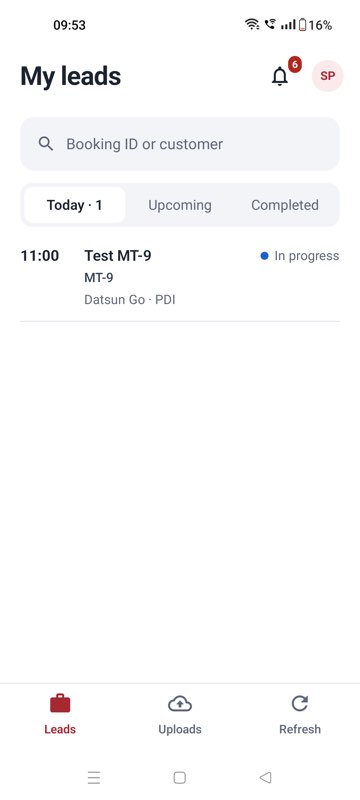 09:53
16%
My leads
6
SP
Booking ID or customer
Today · 1
Upcoming
Completed
11:00
Test MT-9
In progress
MT-9
Datsun Go · PDI
Leads
Uploads
Refresh